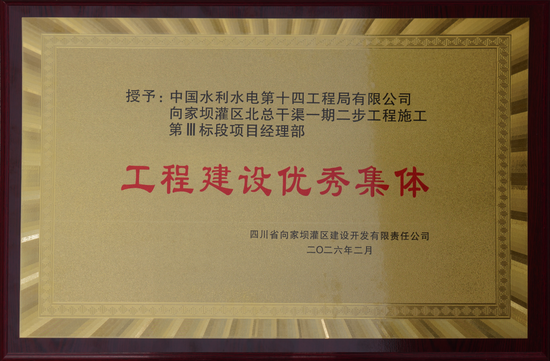 授予：中国水利水电第十四工程局有限公司
向家坝灌区北总干渠一期二步工程施工
第Ⅲ标段项目经理部
工程建设优秀集体
四川省向家坝灌区建设开发有限责任公司
二〇二六年二月